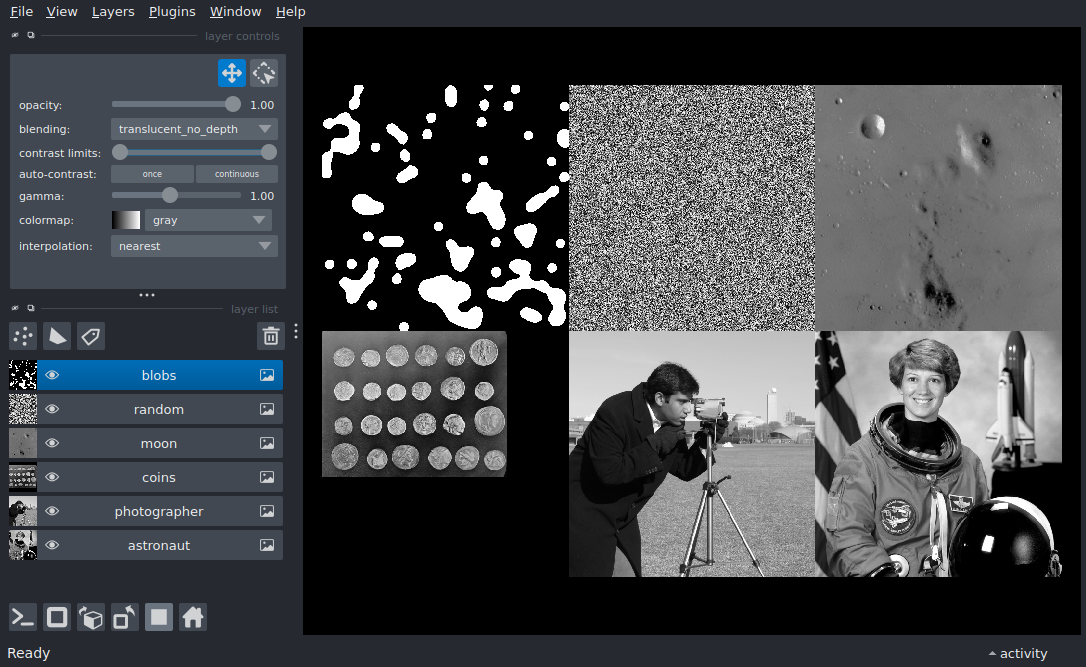 File View Layers Plugins Window Help
layer controls
opacity: 1.00
blending: translucent_no_depth
contrast limits:
auto-contrast: once continuous
gamma: 1.00
colormap: gray
interpolation: nearest
layer list
blobs
random
moon
coins
photographer
astronaut
Ready
activity